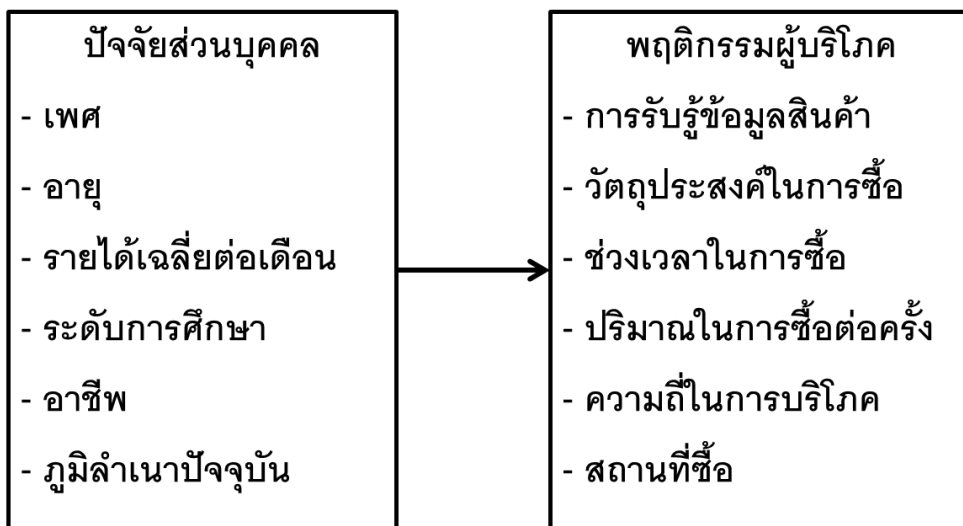 ปัจจัยส่วนบุคคล
- เพศ
- อายุ
- รายได้เฉลี่ยต่อเดือน
- ระดับการศึกษา
- อาชีพ
- ภูมิลำเนาปัจจุบัน
พฤติกรรมผู้บริโภค
- การรับรู้ข้อมูลสินค้า
- วัตถุประสงค์ในการซื้อ
- ช่วงเวลาในการซื้อ
- ปริมาณในการซื้อต่อครั้ง
- ความถี่ในการบริโภค
- สถานที่ซื้อ